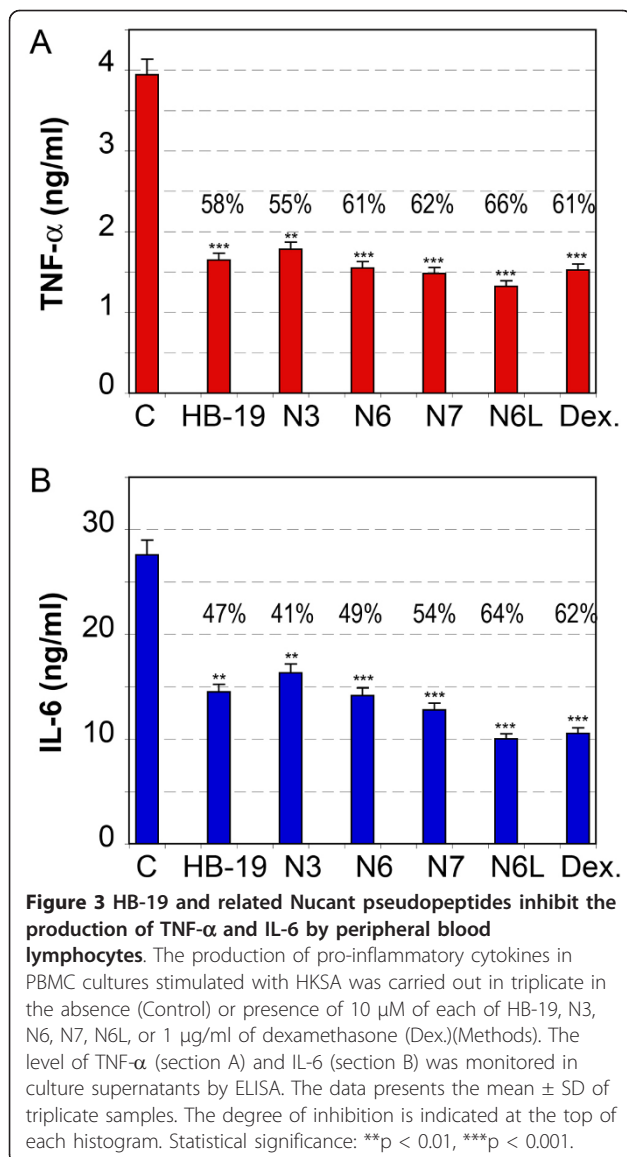 A
TNF-α (ng/ml)
4
3
2
1
0
58% 55% 61% 62% 66% 61%
*** ** *** *** *** ***
C HB-19 N3 N6 N7 N6L Dex.
B
IL-6 (ng/ml)
30
20
10
0
47% 41% 49% 54% 64% 62%
** ** *** *** *** ***
C HB-19 N3 N6 N7 N6L Dex.
Figure 3 HB-19 and related Nucant pseudopeptides inhibit the
production of TNF-α and IL-6 by peripheral blood
lymphocytes. The production of pro-inflammatory cytokines in
PBMC cultures stimulated with HKSA was carried out in triplicate in
the absence (Control) or presence of 10 μM of each of HB-19, N3,
N6, N7, N6L, or 1 μg/ml of dexamethasone (Dex.)(Methods). The
level of TNF-α (section A) and IL-6 (section B) was monitored in
culture supernatants by ELISA. The data presents the mean ± SD of
triplicate samples. The degree of inhibition is indicated at the top of
each histogram. Statistical significance: **p < 0.01, ***p < 0.001.